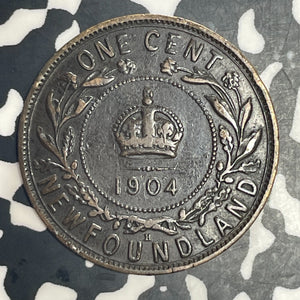 ONE CENT
1904
H
NEWFOUNDLAND